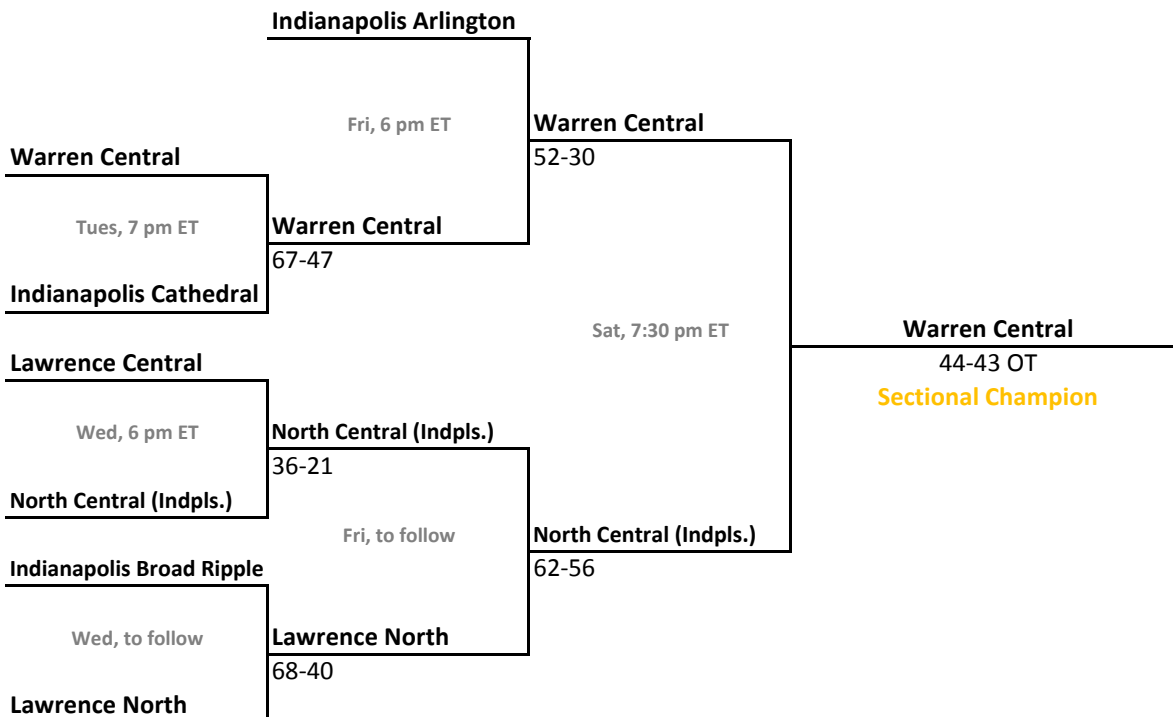 Indianapolis Arlington
Fri, 6 pm ET
Warren Central
52-30
Warren Central
Tues, 7 pm ET
Warren Central
67-47
Indianapolis Cathedral
Sat, 7:30 pm ET
Warren Central
44-43 OT
Sectional Champion
Lawrence Central
Wed, 6 pm ET
North Central (Indpls.)
36-21
North Central (Indpls.)
Fri, to follow
North Central (Indpls.)
62-56
Indianapolis Broad Ripple
Wed, to follow
Lawrence North
68-40
Lawrence North